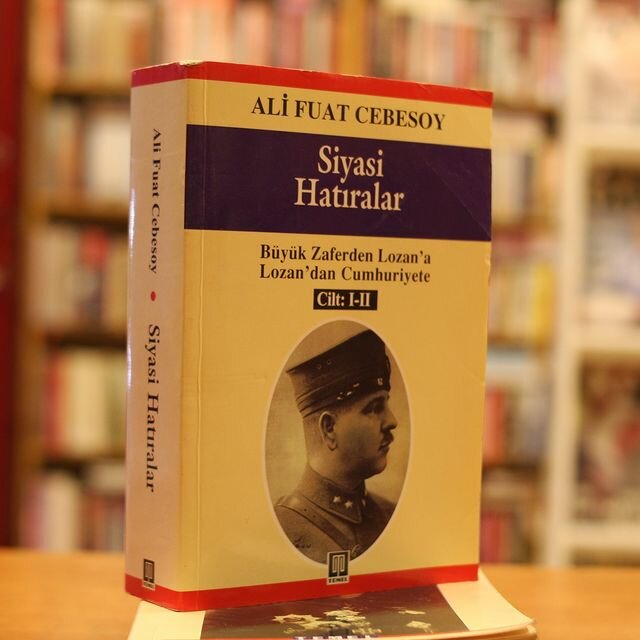 ALİ FUAT CEBESOY
Siyasi
Hatıralar
Büyük Zaferden Lozan'a
Lozan'dan Cumhuriyete
Cilt: I-II
TEMEL
Ali Fuat Cebesoy • Siyasi Hatıralar